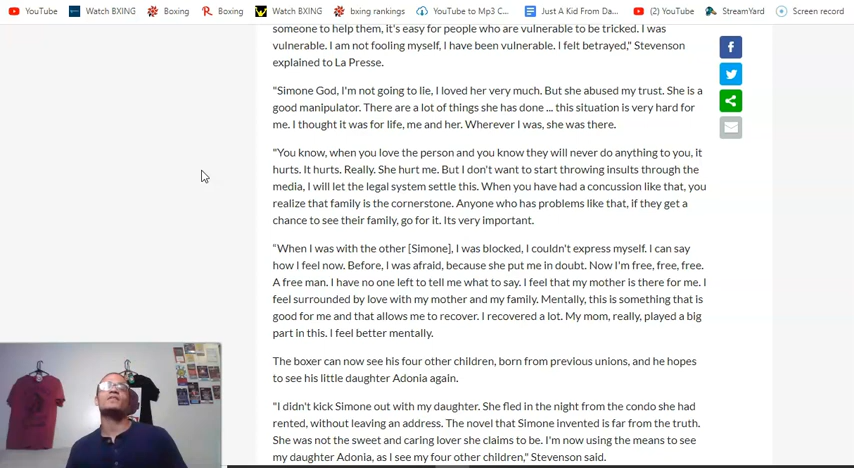 YouTube Watch BXING Boxing Boxing Watch BXING bxing rankings YouTube to Mp3 C... Just A Kid From Da... (2) YouTube StreamYard Screen record
someone to help them, it's easy for people who are vulnerable to be tricked. I was
vulnerable. I am not fooling myself, I have been vulnerable. I felt betrayed," Stevenson
explained to La Presse.
"Simone God, I'm not going to lie, I loved her very much. But she abused my trust. She is a
good manipulator. There are a lot of things she has done ... this situation is very hard for
me. I thought it was for life, me and her. Wherever I was, she was there.
"You know, when you love the person and you know they will never do anything to you, it
hurts. It hurts. Really. She hurt me. But I don't want to start throwing insults through the
media, I will let the legal system settle this. When you have had a concussion like that, you
realize that family is the cornerstone. Anyone who has problems like that, if they get a
chance to see their family, go for it. Its very important.
"When I was with the other [Simone], I was blocked, I couldn't express myself. I can say
how I feel now. Before, I was afraid, because she put me in doubt. Now I'm free, free, free.
A free man. I have no one left to tell me what to say. I feel that my mother is there for me. I
feel surrounded by love with my mother and my family. Mentally, this is something that is
good for me and that allows me to recover. I recovered a lot. My mom, really, played a big
part in this. I feel better mentally.
The boxer can now see his four other children, born from previous unions, and he hopes
to see his little daughter Adonia again.
"I didn't kick Simone out with my daughter. She fled in the night from the condo she had
rented, without leaving an address. The novel that Simone invented is far from the truth.
She was not the sweet and caring lover she claims to be. I'm now using the means to see
my daughter Adonia, as I see my four other children," Stevenson said.